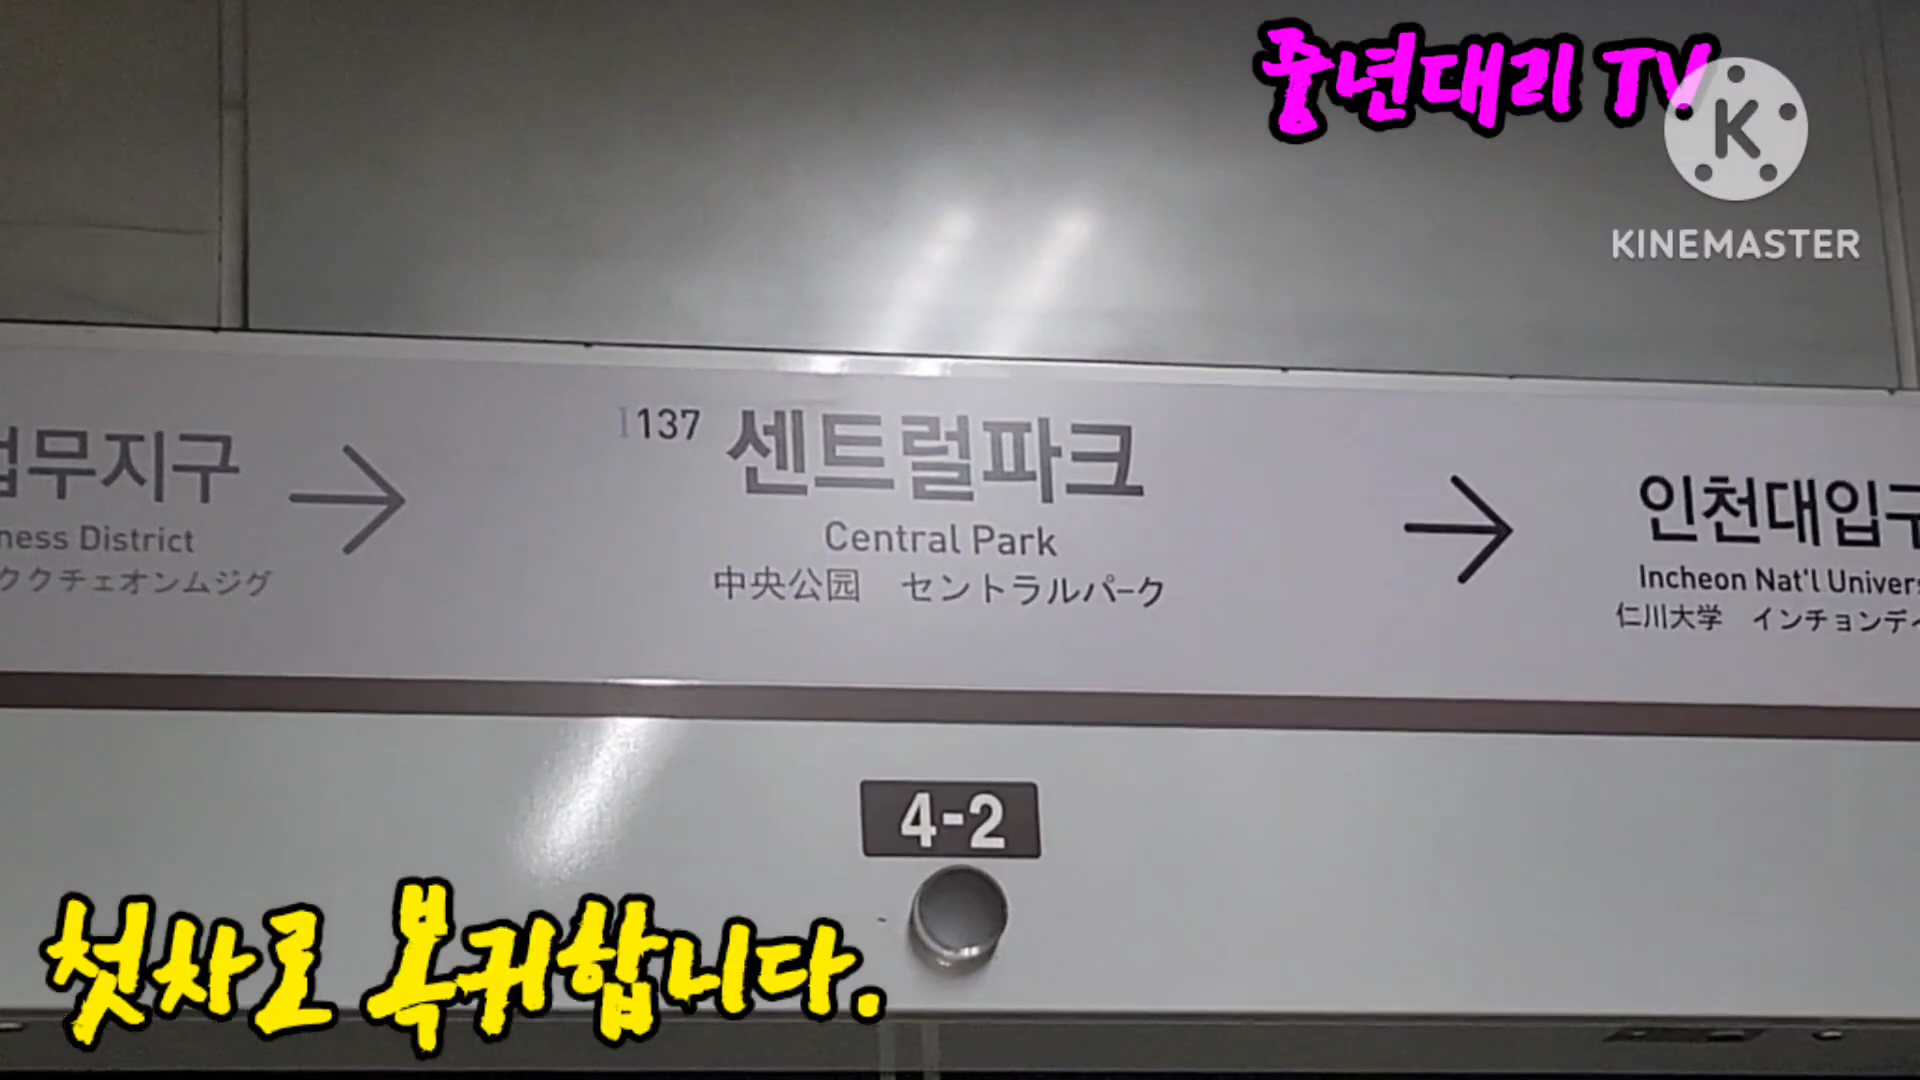 중년대리 TV
K
KINEMASTER
업무지구
ness District
ククチェオンムジグ
I137 센트럴파크
Central Park
中央公园 セントラルパーク
인천대입구
Incheon Nat'l Univers
仁川大学 インチョンデ
4-2
첫차로 복귀합니다.